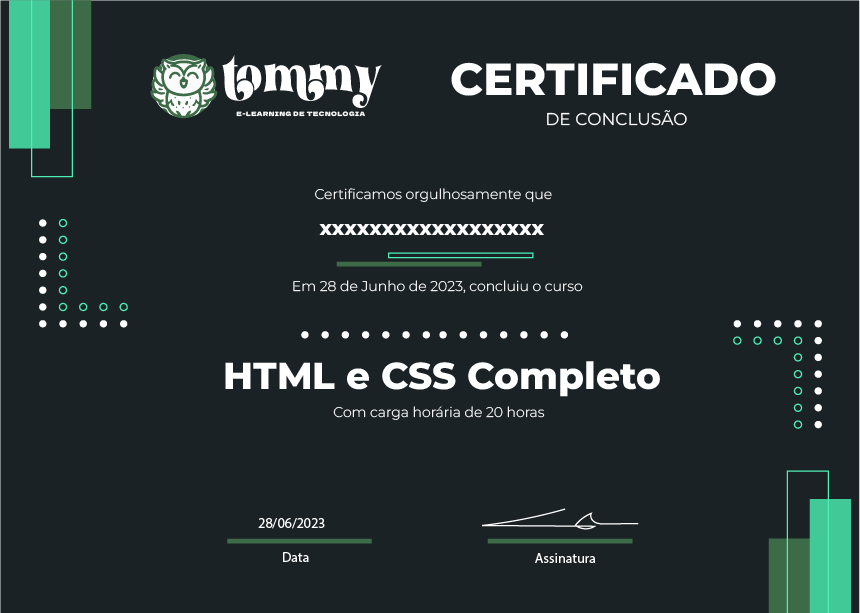 tommy
E-LEARNING DE TECNOLOGIA
CERTIFICADO
DE CONCLUSÃO
Certificamos orgulhosamente que
xxxxxxxxxxxxxxxxxx
Em 28 de Junho de 2023, concluiu o curso
HTML e CSS Completo
Com carga horária de 20 horas
28/06/2023
Data
Assinatura